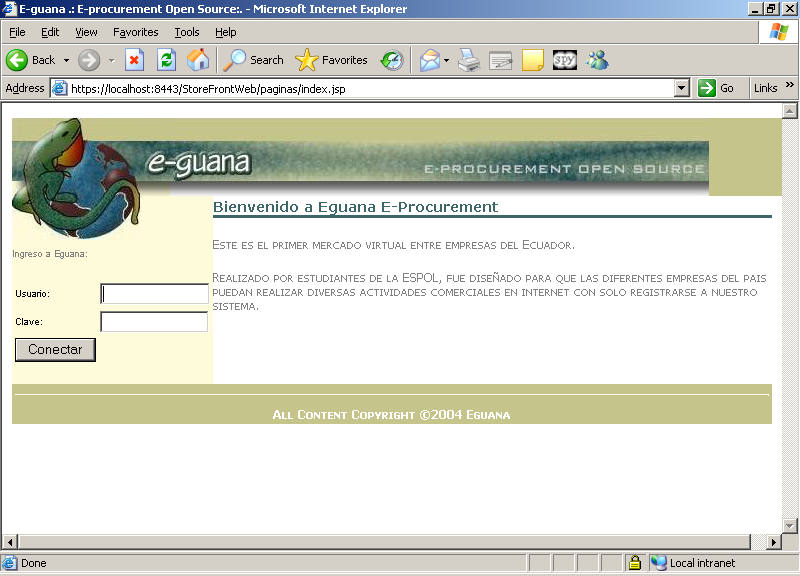 E-guana .: E-procurement Open Source:. - Microsoft Internet Explorer
File Edit View Favorites Tools Help
Back Search Favorites SPY
Address https://localhost:8443/StoreFrontWeb/paginas/index.jsp Go Links »
e-guana
E-PROCUREMENT OPEN SOURCE
Bienvenido a Eguana E-Procurement
Este es el primer mercado virtual entre empresas del Ecuador.
Ingreso a Eguana:
Realizado por estudiantes de la ESPOL, fue diseñado para que las diferentes empresas del pais
puedan realizar diversas actividades comerciales en internet con solo registrarse a nuestro
sistema.
Usuario:
Clave:
Conectar
All Content Copyright ©2004 Eguana
Done Local intranet